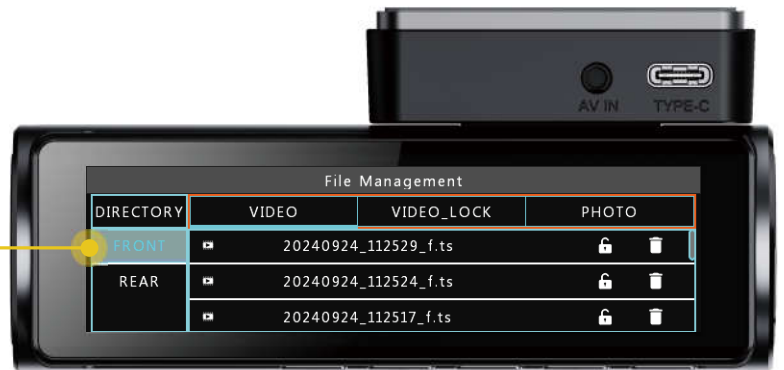 AV IN TYPE-C
File Management
DIRECTORY VIDEO VIDEO_LOCK PHOTO
FRONT 20240924_112529_f.ts
REAR 20240924_112524_f.ts
20240924_112517_f.ts